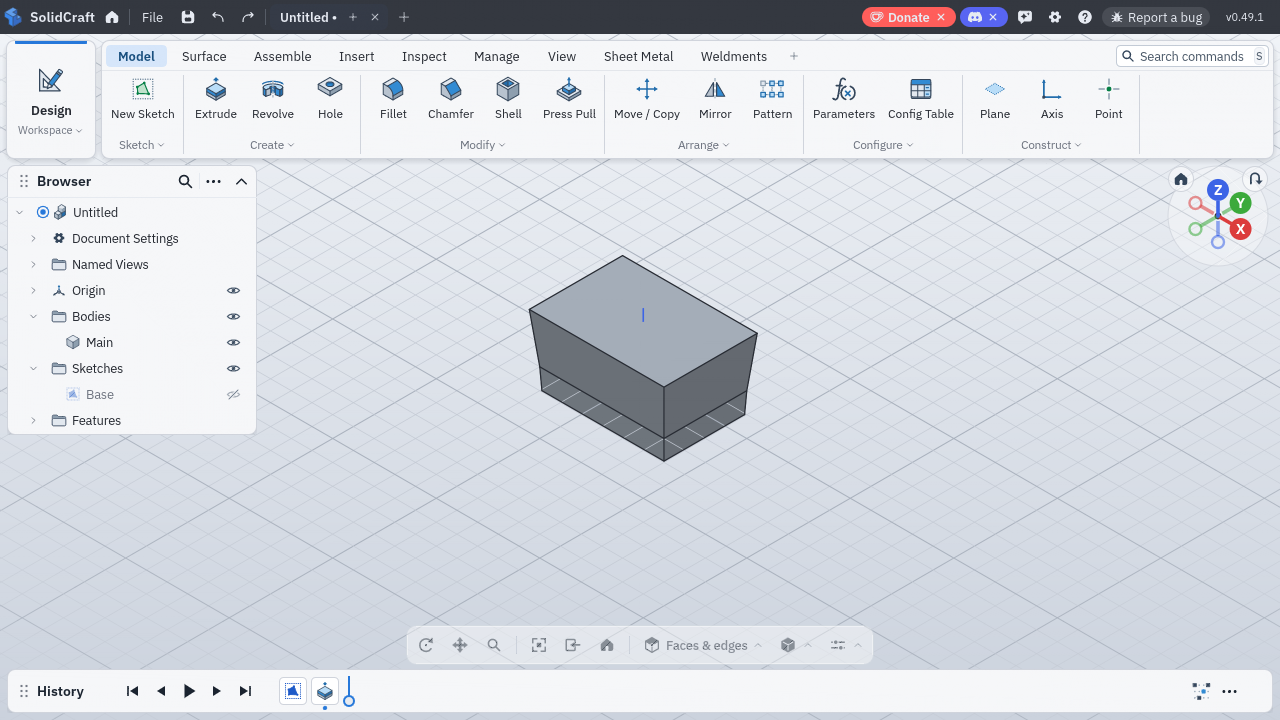 SolidCraft File Untitled • Donate Report a bug v0.49.1
Design
Workspace
Model Surface Assemble Insert Inspect Manage View Sheet Metal Weldments Search commands S
New Sketch Extrude Revolve Hole Fillet Chamfer Shell Press Pull Move / Copy Mirror Pattern Parameters Config Table Plane Axis Point
Sketch Create Modify Arrange Configure Construct
Browser
Untitled
Document Settings
Named Views
Origin
Bodies
Main
Sketches
Base
Features
Z
Y
X
Faces & edges
History